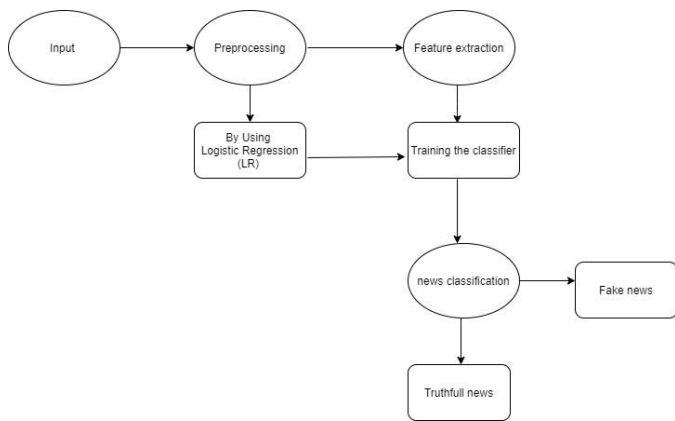 Input
Preprocessing
Feature extraction
By Using
Logistic Regression
(LR)
Training the classifier
news classification
Fake news
Truthfull news